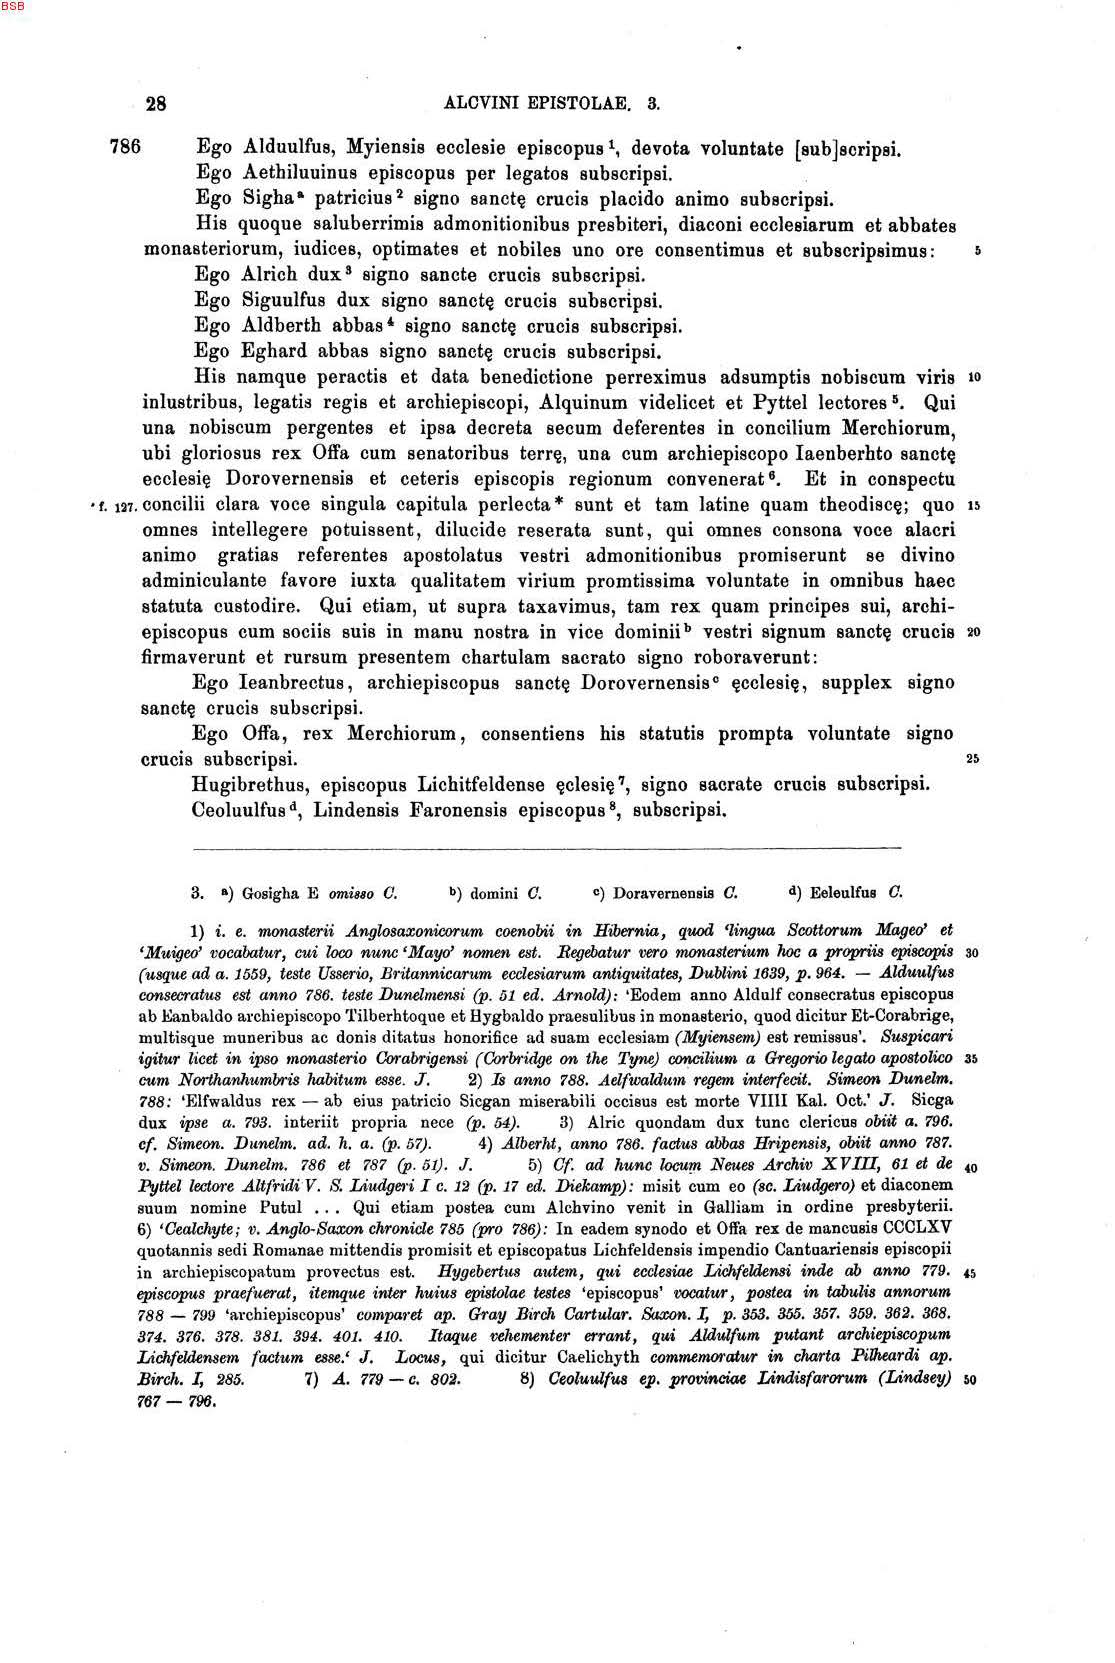 BSB
28 ALCVINI EPISTOLAE. 3.
786 Ego Alduulfus, Myiensis ecclesie episcopus¹, devota voluntate [sub]scripsi.
Ego Aethiluuinus episcopus per legatos subscripsi.
Ego Sighaᵃ patricius² signo sanctę crucis placido animo subscripsi.
His quoque saluberrimis admonitionibus presbiteri, diaconi ecclesiarum et abbates
monasteriorum, iudices, optimates et nobiles uno ore consentimus et subscripsimus: 5
Ego Alrich dux³ signo sancte crucis subscripsi.
Ego Siguulfus dux signo sanctę crucis subscripsi.
Ego Aldberth abbas⁴ signo sanctę crucis subscripsi.
Ego Eghard abbas signo sanctę crucis subscripsi.
His namque peractis et data benedictione perreximus adsumptis nobiscum viris 10
inlustribus, legatis regis et archiepiscopi, Alquinum videlicet et Pyttel lectores⁵. Qui
una nobiscum pergentes et ipsa decreta secum deferentes in concilium Merchiorum,
ubi gloriosus rex Offa cum senatoribus terrę, una cum archiepiscopo Iaenberhto sanctę
ecclesię Dorovernensis et ceteris episcopis regionum convenerat⁶. Et in conspectu
* f. 127. concilii clara voce singula capitula perlecta* sunt et tam latine quam theodiscę; quo 15
omnes intellegere potuissent, dilucide reserata sunt, qui omnes consona voce alacri
animo gratias referentes apostolatus vestri admonitionibus promiserunt se divino
adminiculante favore iuxta qualitatem virium promtissima voluntate in omnibus haec
statuta custodire. Qui etiam, ut supra taxavimus, tam rex quam principes sui, archi-
episcopus cum sociis suis in manu nostra in vice dominiiᵇ vestri signum sanctę crucis 20
firmaverunt et rursum presentem chartulam sacrato signo roboraverunt:
Ego Ieanbrectus, archiepiscopus sanctę Dorovernensisᶜ ęcclesię, supplex signo
sanctę crucis subscripsi.
Ego Offa, rex Merchiorum, consentiens his statutis prompta voluntate signo
crucis subscripsi. 25
Hugibrethus, episcopus Lichitfeldense ęclesię⁷, signo sacrate crucis subscripsi.
Ceoluulfusᵈ, Lindensis Faronensis episcopus⁸, subscripsi.
3. ᵃ) Gosigha E omisso C. ᵇ) domini C. ᶜ) Doravernensis C. ᵈ) Eeleulfus C.
1) i. e. monasterii Anglosaxonicorum coenobii in Hibernia, quod ‘lingua Scottorum Mageo’ et
‘Muigeo’ vocabatur, cui loco nunc ‘Mayo’ nomen est. Regebatur vero monasterium hoc a propriis episcopis 30
(usque ad a. 1559, teste Usserio, Britannicarum ecclesiarum antiquitates, Dublini 1639, p. 964. — Alduulfus
consecratus est anno 786. teste Dunelmensi (p. 51 ed. Arnold): ‘Eodem anno Aldulf consecratus episcopus
ab Eanbaldo archiepiscopo Tilberhtoque et Hygbaldo praesulibus in monasterio, quod dicitur Et-Corabrige,
multisque muneribus ac donis ditatus honorifice ad suam ecclesiam (Myiensem) est remissus’. Suspicari
igitur licet in ipso monasterio Corabrigensi (Corbridge on the Tyne) concilium a Gregorio legato apostolico 35
cum Northanhumbris habitum esse. J. 2) Is anno 788. Aelfwaldum regem interfecit. Simeon Dunelm.
788: ‘Elfwaldus rex — ab eius patricio Sicgan miserabili occisus est morte VIIII Kal. Oct.’ J. Sicga
dux ipse a. 793. interiit propria nece (p. 54). 3) Alric quondam dux tunc clericus obiit a. 796.
cf. Simeon. Dunelm. ad. h. a. (p. 57). 4) Alberht, anno 786. factus abbas Hripensis, obiit anno 787.
v. Simeon. Dunelm. 786 et 787 (p. 51). J. 5) Cf. ad hunc locum Neues Archiv XVIII, 61 et de 40
Pyttel lectore Altfridi V. S. Liudgeri I c. 12 (p. 17 ed. Diekamp): misit cum eo (sc. Liudgero) et diaconem
suum nomine Putul ... Qui etiam postea cum Alchvino venit in Galliam in ordine presbyterii.
6) ‘Cealchyte; v. Anglo-Saxon chronicle 785 (pro 786): In eadem synodo et Offa rex de mancusis CCCLXV
quotannis sedi Romanae mittendis promisit et episcopatus Lichfeldensis impendio Cantuariensis episcopii
in archiepiscopatum provectus est. Hygebertus autem, qui ecclesiae Lichfeldensi inde ab anno 779. 45
episcopus praefuerat, itemque inter huius epistolae testes ‘episcopus’ vocatur, postea in tabulis annorum
788 — 799 ‘archiepiscopus’ comparet ap. Gray Birch Cartular. Saxon. I, p. 353. 355. 357. 359. 362. 368.
374. 376. 378. 381. 394. 401. 410. Itaque vehementer errant, qui Aldulfum putant archiepiscopum
Lichfeldensem factum esse.‘ J. Locus, qui dicitur Caelichyth commemoratur in charta Pilheardi ap.
Birch. I, 285. 7) A. 779 — c. 802. 8) Ceoluulfus ep. provinciae Lindisfarorum (Lindsey) 50
767 — 796.